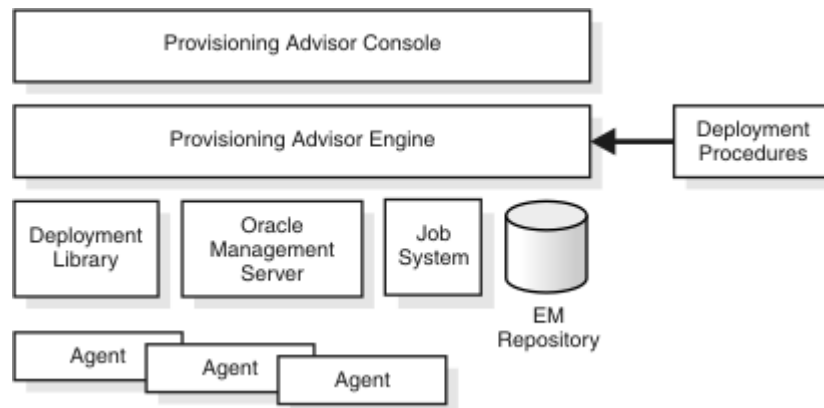 Provisioning Advisor Console
Provisioning Advisor Engine
Deployment
Procedures
Deployment
Library
Oracle
Management
Server
Job
System
EM
Repository
Agent
Agent
Agent